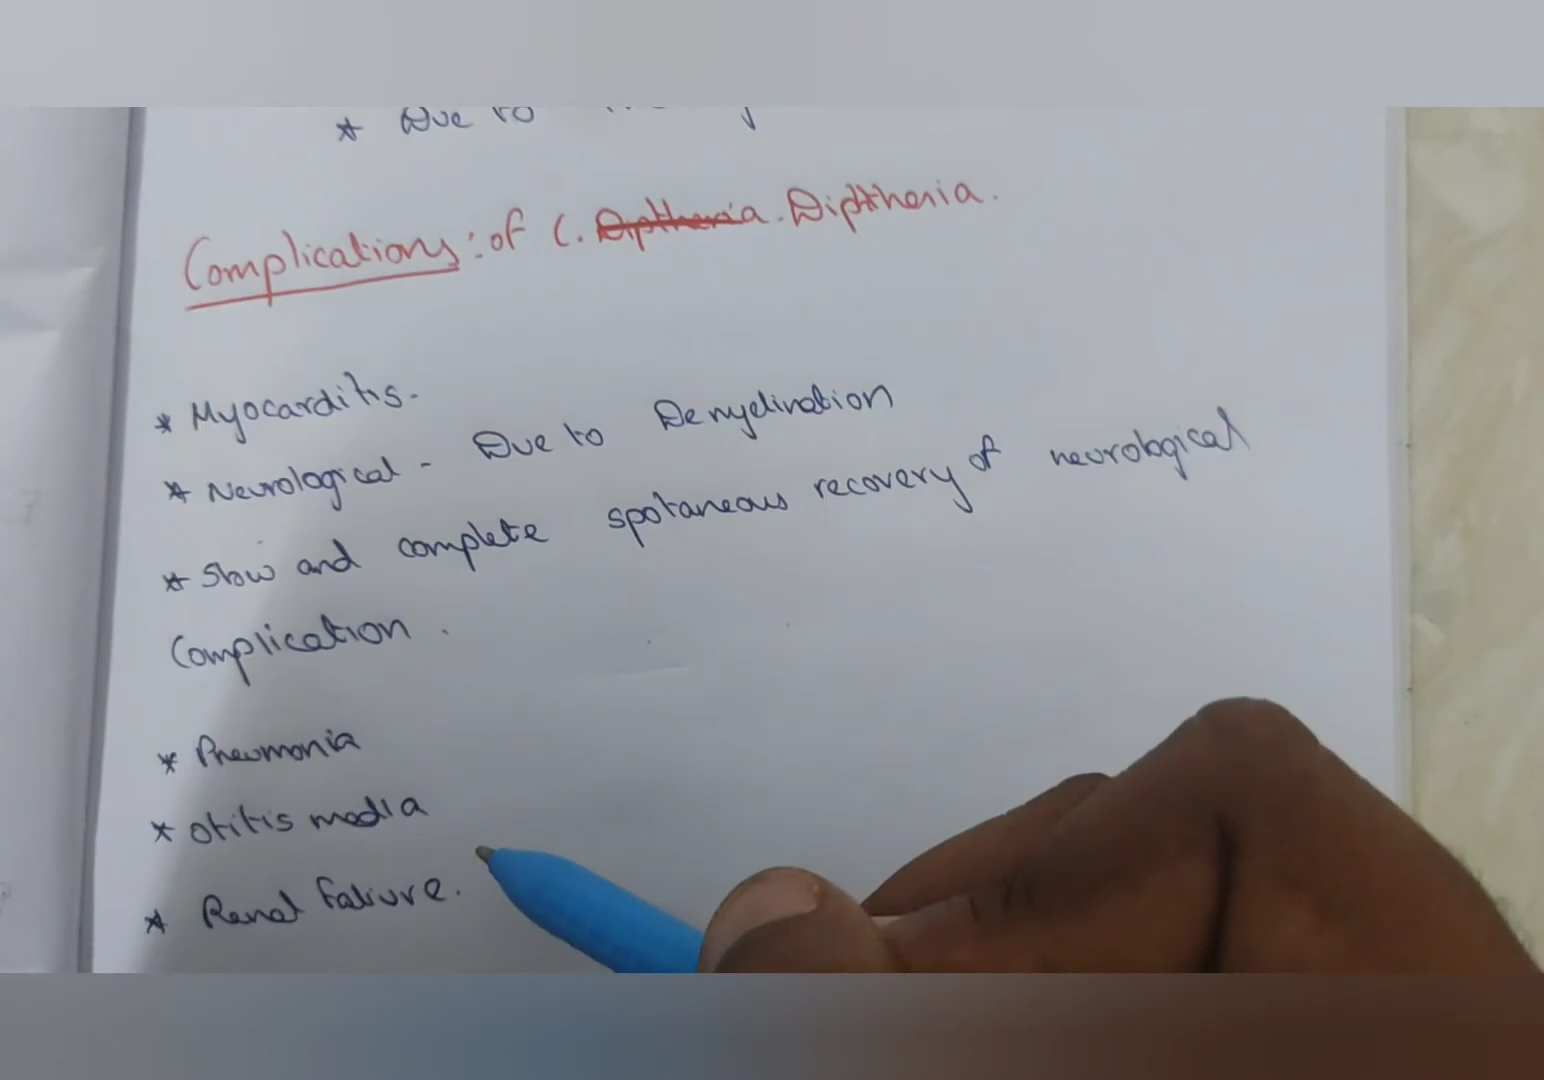 * Due to
Complications: of C. Diptheria. Diptheria.
* Myocarditis.
* Neurological - Due to Demyelination
* Slow and complete spotaneous recovery of neurological
Complication.
* Pneumonia
* Otitis media
* Renal faliure.